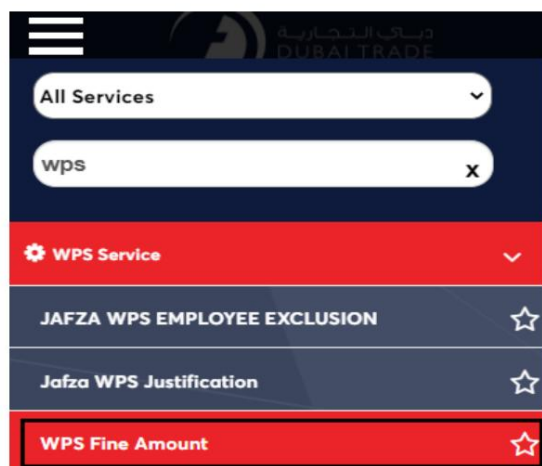 دبي التجارية
DUBAI TRADE
All Services
wps
x
WPS Service
JAFZA WPS EMPLOYEE EXCLUSION
Jafza WPS Justification
WPS Fine Amount